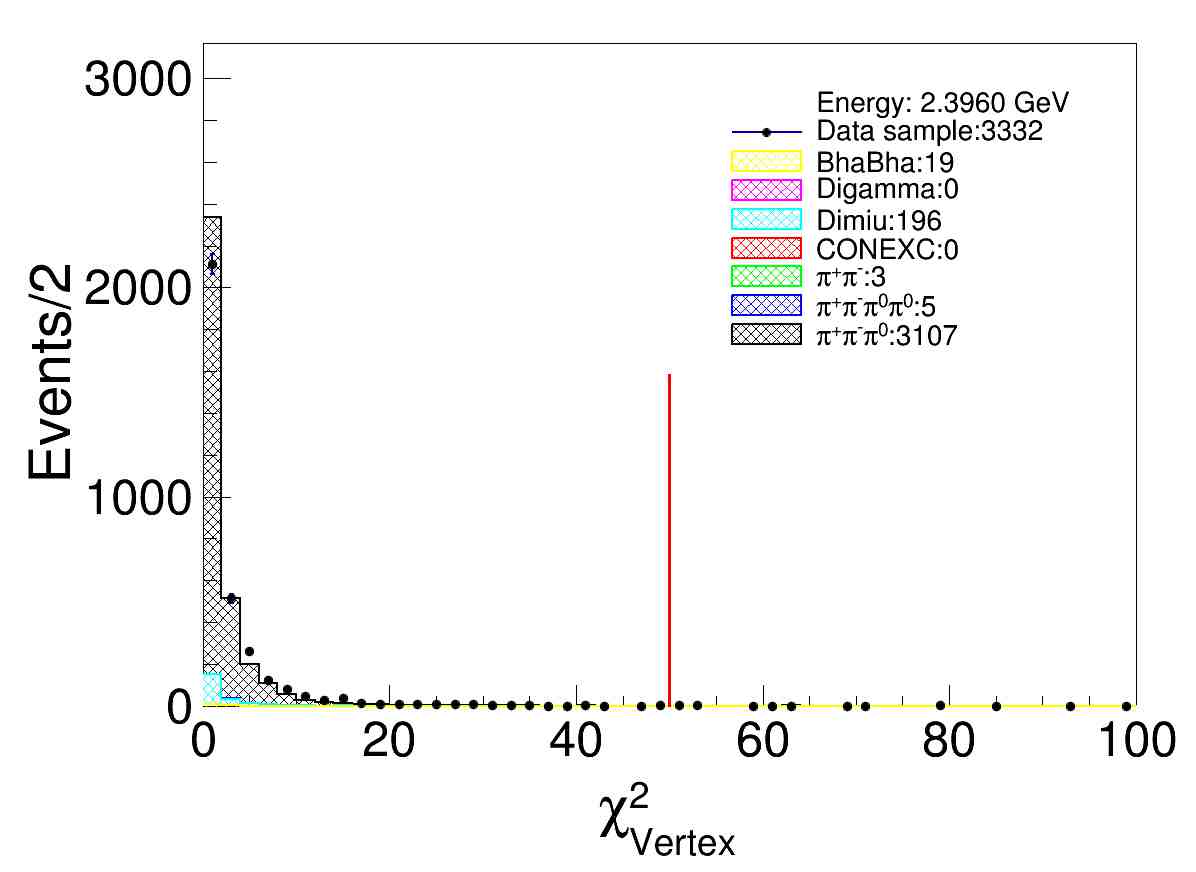 3000
2000
1000
0
Events/2
Energy: 2.3960 GeV
Data sample:3332
BhaBha:19
Digamma:0
Dimiu:196
CONEXC:0
π⁺π⁻:3
π⁺π⁻π⁰π⁰:5
π⁺π⁻π⁰:3107
0 20 40 60 80 100
χ²Vertex